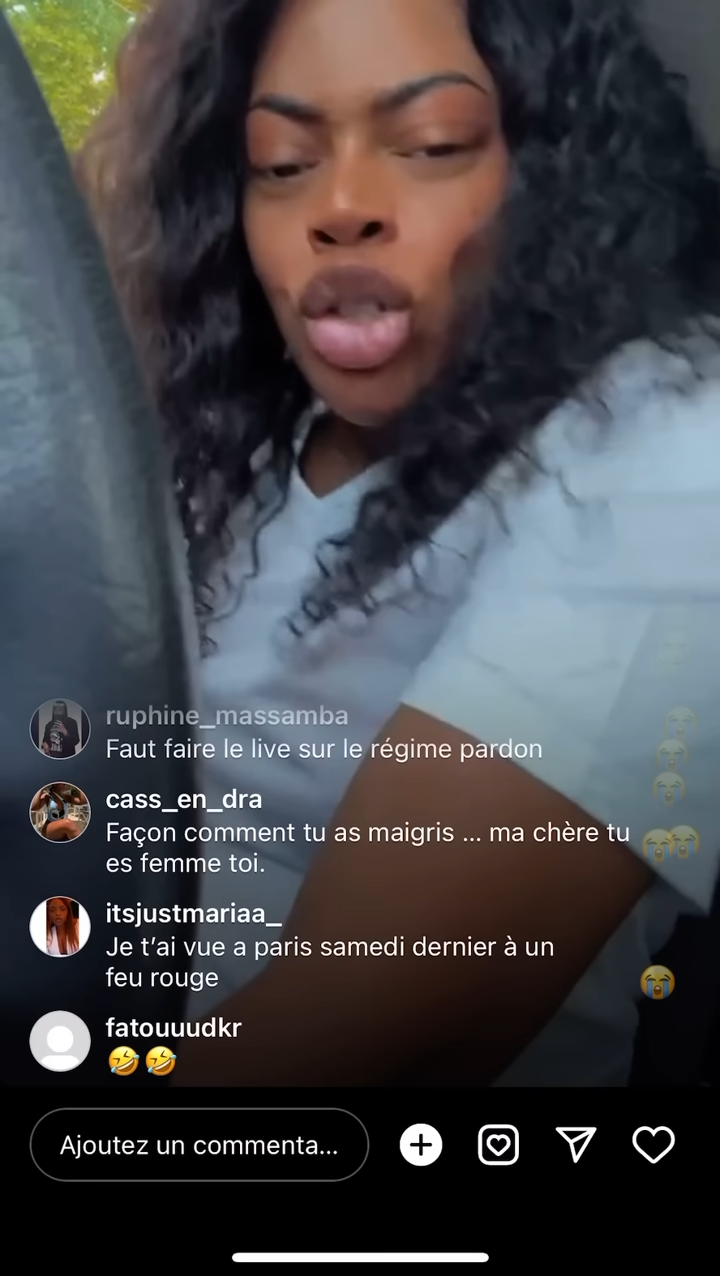 ruphine_massamba
Faut faire le live sur le régime pardon
cass_en_dra
Façon comment tu as maigris ... ma chère tu
es femme toi.
itsjustmariaa_
Je t’ai vue a paris samedi dernier à un
feu rouge
fatouuudkr
🤣🤣
Ajoutez un commenta...